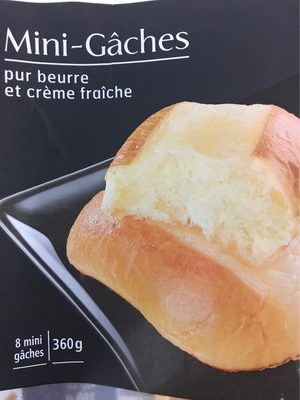 Mini-Gâches
pur beurre
et crème fraîche
8 mini
gâches
360g